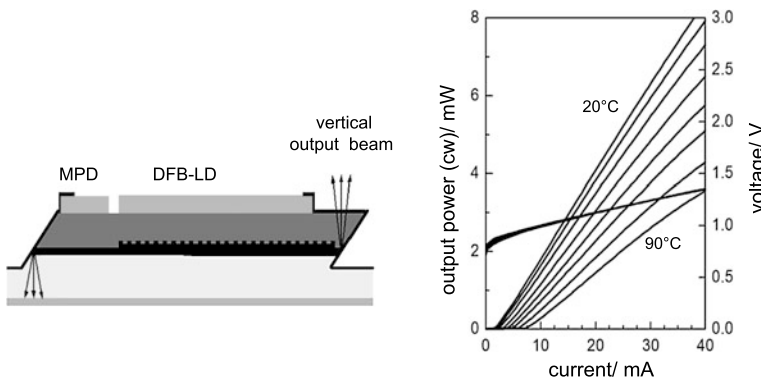 vertical
output beam
MPD
DFB-LD
output power (cw)/ mW
8
6
4
2
0
20°C
90°C
3.0
2.5
2.0
1.5
1.0
0.5
0.0
voltage/ V
0
10
20
30
40
current/ mA